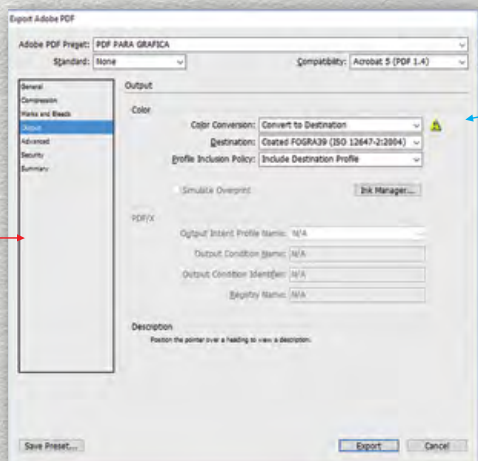 Export Adobe PDF
Adobe PDF Preset: PDF PARA GRAFICA
Standard: None Compatibility: Acrobat 5 (PDF 1.4)
General
Compression
Marks and Bleeds
Output
Advanced
Security
Summary
Output
Color
Color Conversion: Convert to Destination
Destination: Coated FOGRA39 (ISO 12647-2:2004)
Profile Inclusion Policy: Include Destination Profile
Simulate Overprint Ink Manager...
PDF/X
Output Intent Profile Name: N/A
Output Condition Name: N/A
Output Condition Identifier: N/A
Registry Name: N/A
Description
Position the pointer over a heading to view a description.
Save Preset... Export Cancel